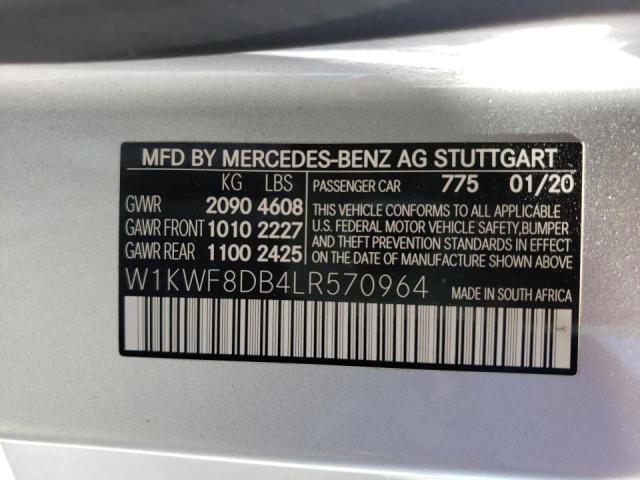 MFD BY MERCEDES-BENZ AG STUTTGART
KG LBS
GVWR 2090 4608
GAWR FRONT 1010 2227
GAWR REAR 1100 2425
PASSENGER CAR 775 01/20
THIS VEHICLE CONFORMS TO ALL APPLICABLE
U.S. FEDERAL MOTOR VEHICLE SAFETY, BUMPER
AND THEFT PREVENTION STANDARDS IN
EFFECT ON THE DATE OF
MANUFACTURE SHOWN ABOVE.
W1KWF8DB4LR570964 MADE IN SOUTH AFRICA